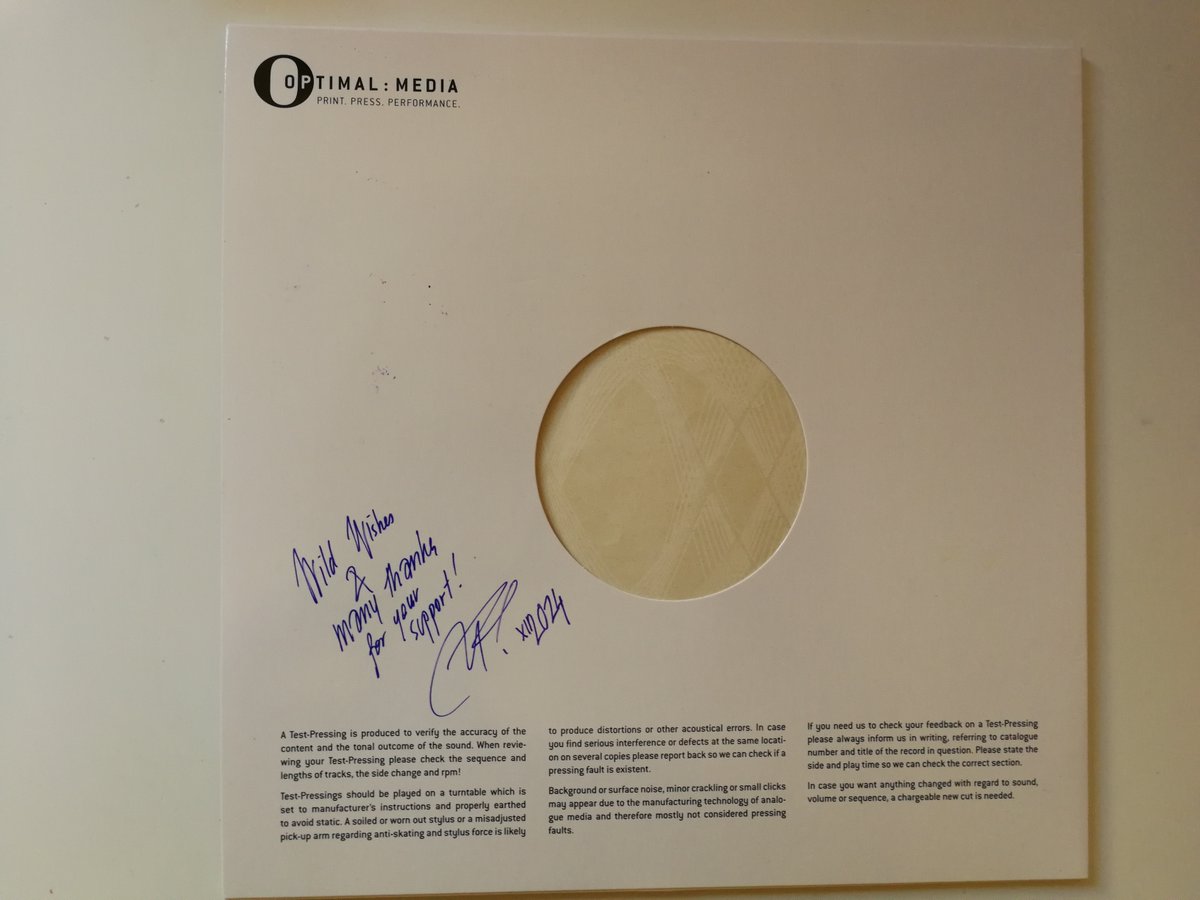 OPTIMAL : MEDIA
PRINT. PRESS. PERFORMANCE.
Wild Wishes
&
many thanks
for your
support!
XII 2024
A Test-Pressing is produced to verify the accuracy of the
content and the tonal outcome of the sound. When revie-
wing your Test-Pressing please check the sequence and
lengths of tracks, the side change and rpm!
Test-Pressings should be played on a turntable which is
set to manufacturer's instructions and properly earthed
to avoid static. A soiled or worn out stylus or a misadjusted
pick-up arm regarding anti-skating and stylus force is likely
to produce distortions or other acoustical errors. In case
you find serious interference or defects at the same locati-
on on several copies please report back so we can check if a
pressing fault is existent.
Background or surface noise, minor crackling or small clicks
may appear due to the manufacturing technology of analo-
gue media and therefore mostly not considered pressing
faults.
If you need us to check your feedback on a Test-Pressing
please always inform us in writing, referring to catalogue
number and title of the record in question. Please state the
side and play time so we can check the correct section.
In case you want anything changed with regard to sound,
volume or sequence, a chargeable new cut is needed.